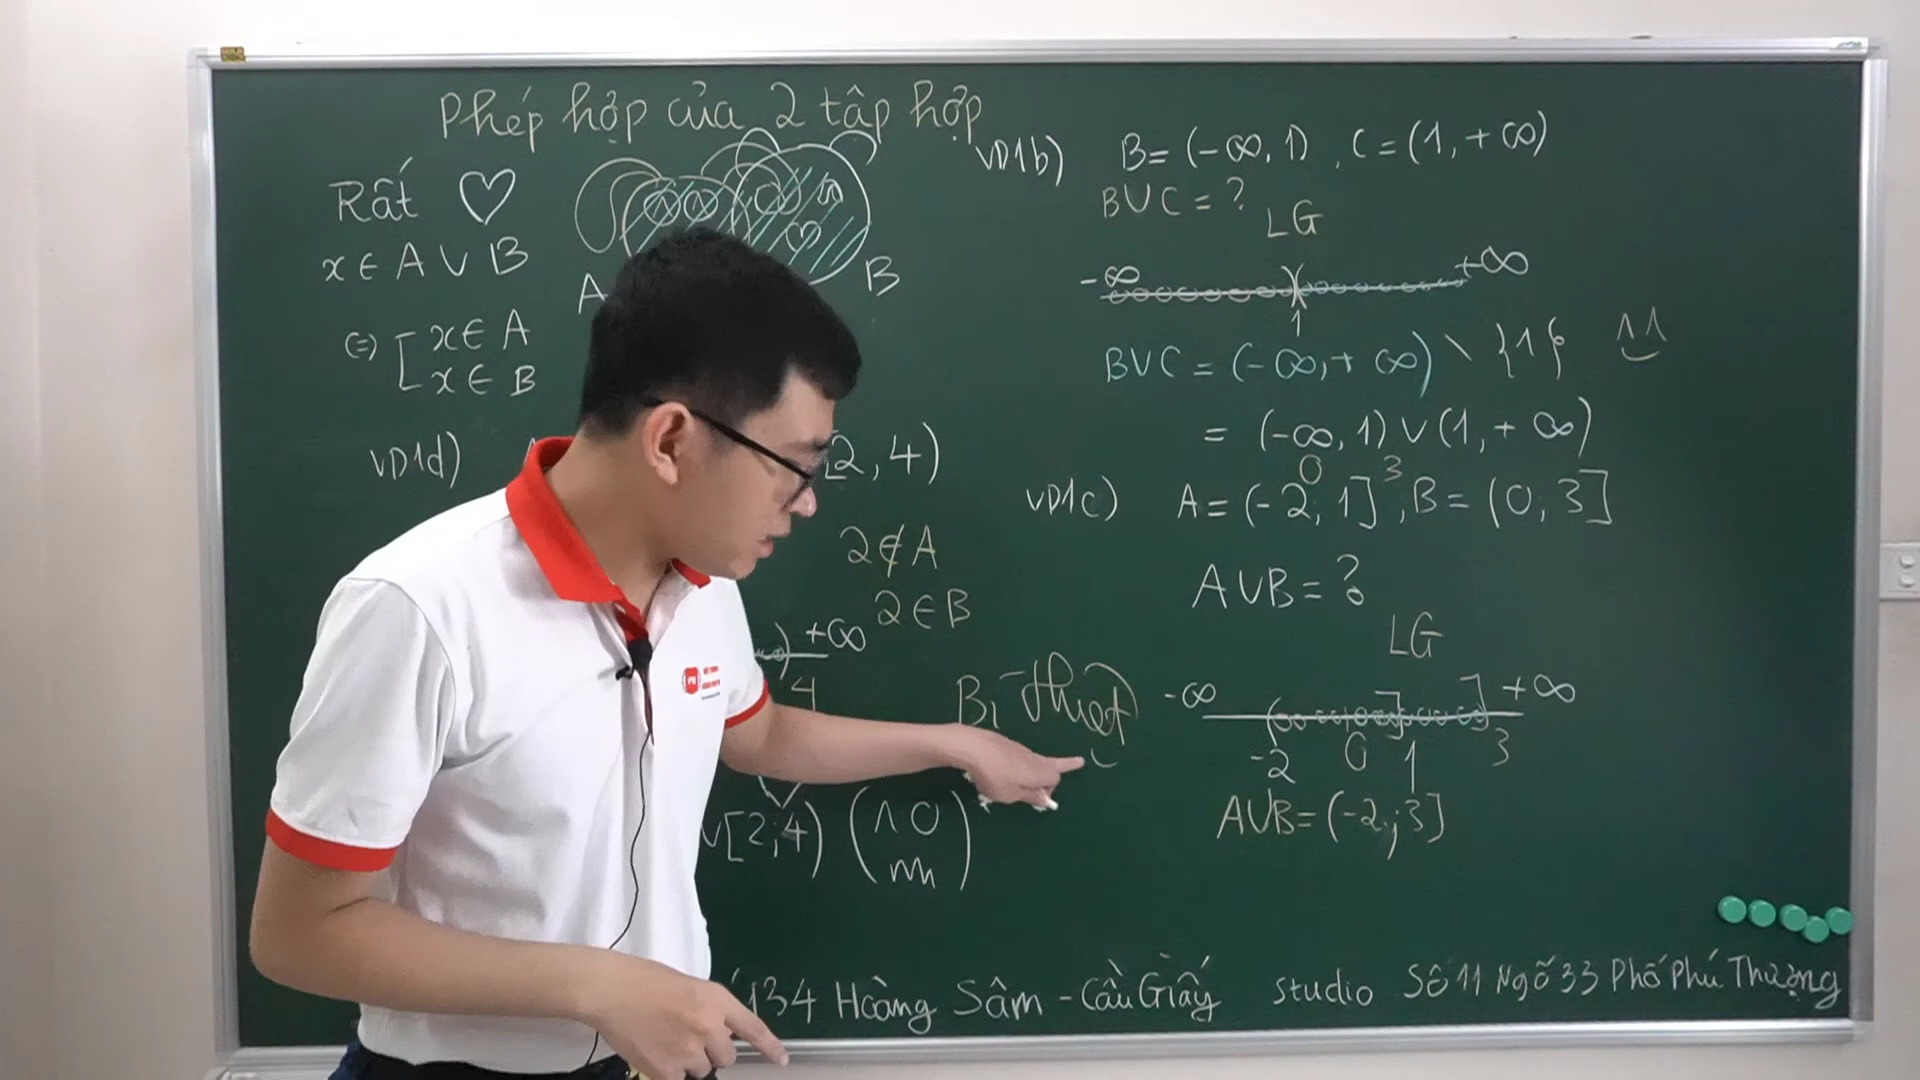 Phép hợp của 2 tập hợp
Rất ♡
x ∈ A ∪ B
⇔ [ x ∈ A
x ∈ B
A
B
VD1d)
[2, 4)
2 ∉ A
2 ∈ B
+∞
4
∪ [2; 4)
Bị thiệt
VD1b) B = (-∞, 1), C = (1, +∞)
B ∪ C = ?
LG
-∞ +∞
1
B ∪ C = (-∞, + ∞) \ {1}
= (-∞, 1) ∪ (1, + ∞)
0 3
VD1c) A = (-2; 1], B = (0; 3]
A ∪ B = ?
LG
-∞ +∞
-2 0 1 3
A ∪ B = (-2; 3]
134 Hoàng Sâm - Cầu Giấy studio Số 11 Ngõ 33 Phố Phú Thượng